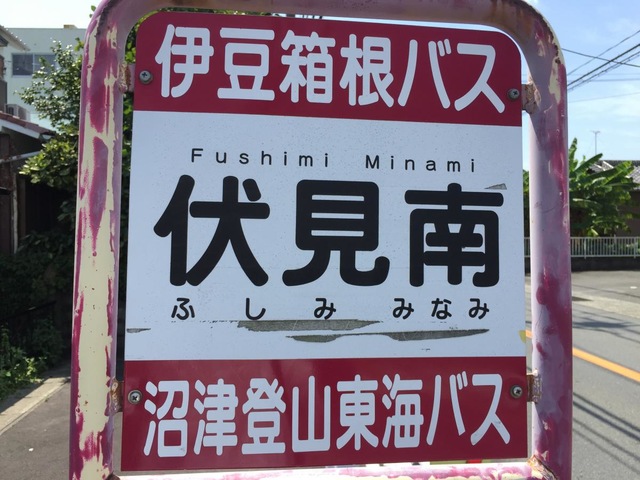 伊豆箱根バス
Fushimi Minami
伏見南
ふしみ みなみ
沼津登山東海バス